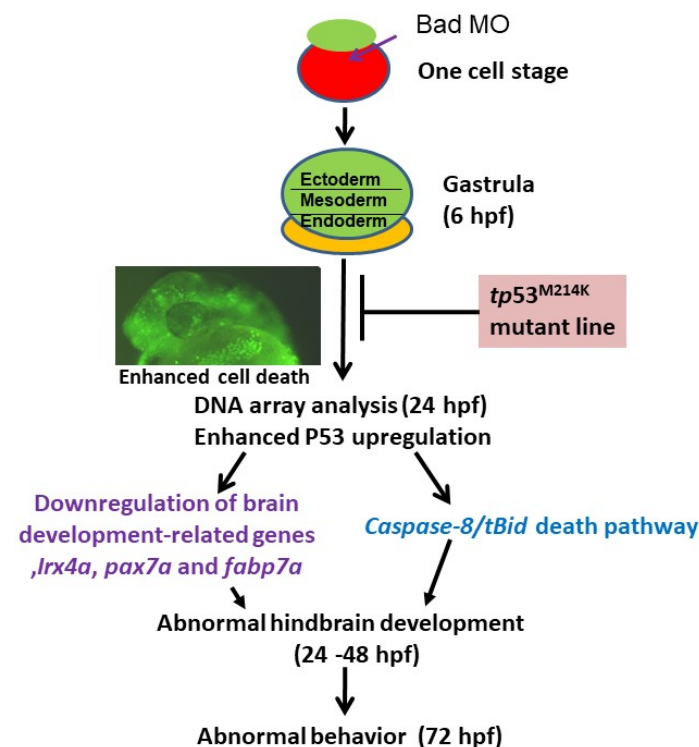 Bad MO
One cell stage
Ectoderm
Mesoderm
Endoderm
Gastrula
(6 hpf)
tp53ᴹ²¹⁴ᴷ
mutant line
Enhanced cell death
DNA array analysis (24 hpf)
Enhanced P53 upregulation
Downregulation of brain
development-related genes
,Irx4a, pax7a and fabp7a
Caspase-8/tBid death pathway
Abnormal hindbrain development
(24 -48 hpf)
Abnormal behavior (72 hpf)